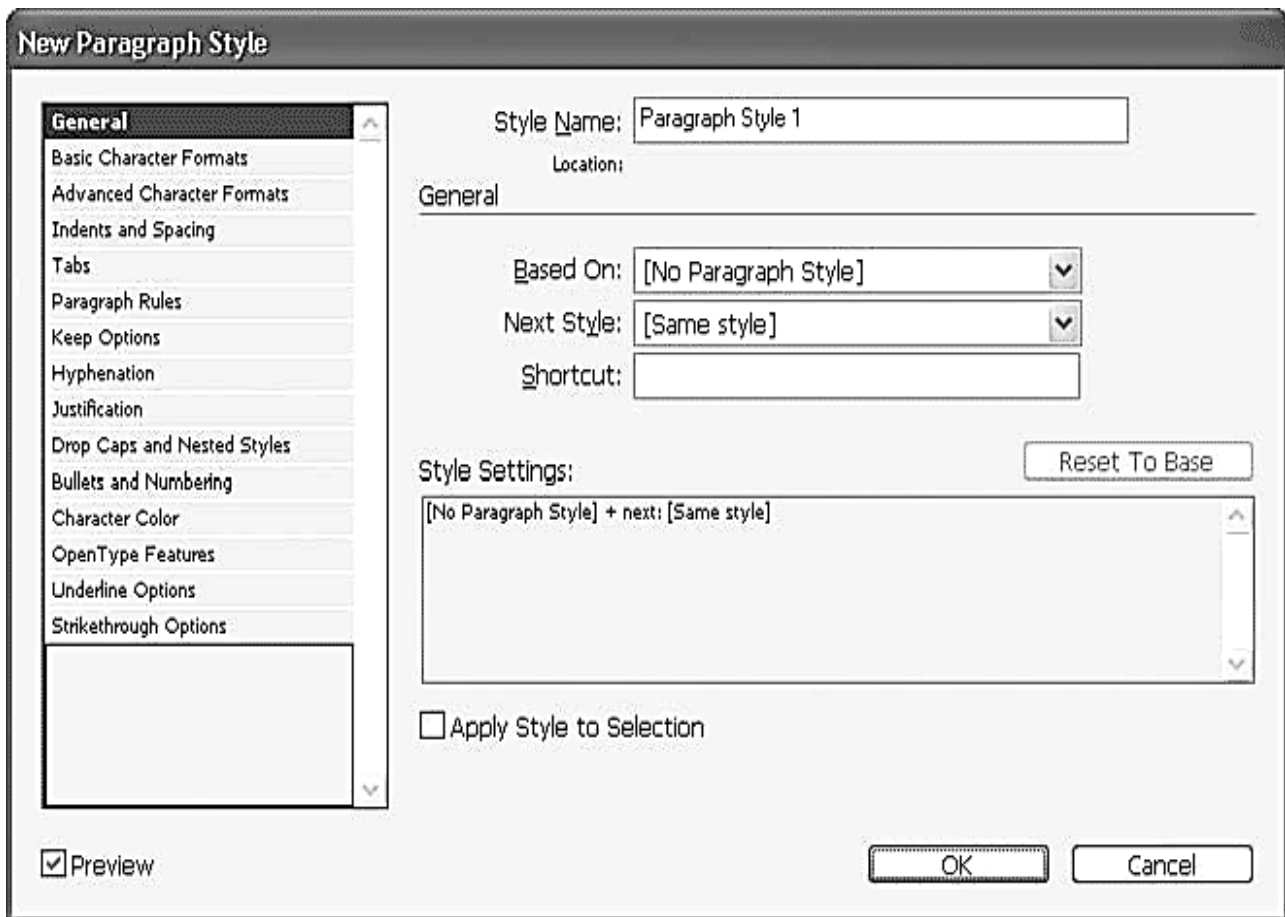 New Paragraph Style
General
Basic Character Formats
Advanced Character Formats
Indents and Spacing
Tabs
Paragraph Rules
Keep Options
Hyphenation
Justification
Drop Caps and Nested Styles
Bullets and Numbering
Character Color
OpenType Features
Underline Options
Strikethrough Options
Preview
Style Name: Paragraph Style 1
Location:
General
Based On: [No Paragraph Style]
Next Style: [Same style]
Shortcut:
Style Settings:
Reset To Base
[No Paragraph Style] + next: [Same style]
Apply Style to Selection
OK
Cancel